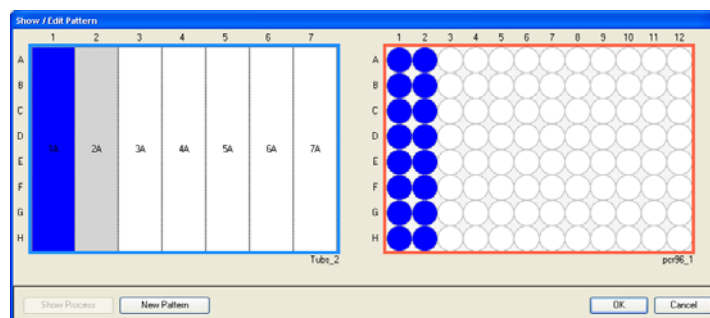 Show / Edit Pattern
1 2 3 4 5 6 7
A
B
C
D
E
F
G
H
1A 2A 3A 4A 5A 6A 7A
Tubs_2
1 2 3 4 5 6 7 8 9 10 11 12
A
B
C
D
E
F
G
H
pcr96_1
Show Process New Pattern OK Cancel